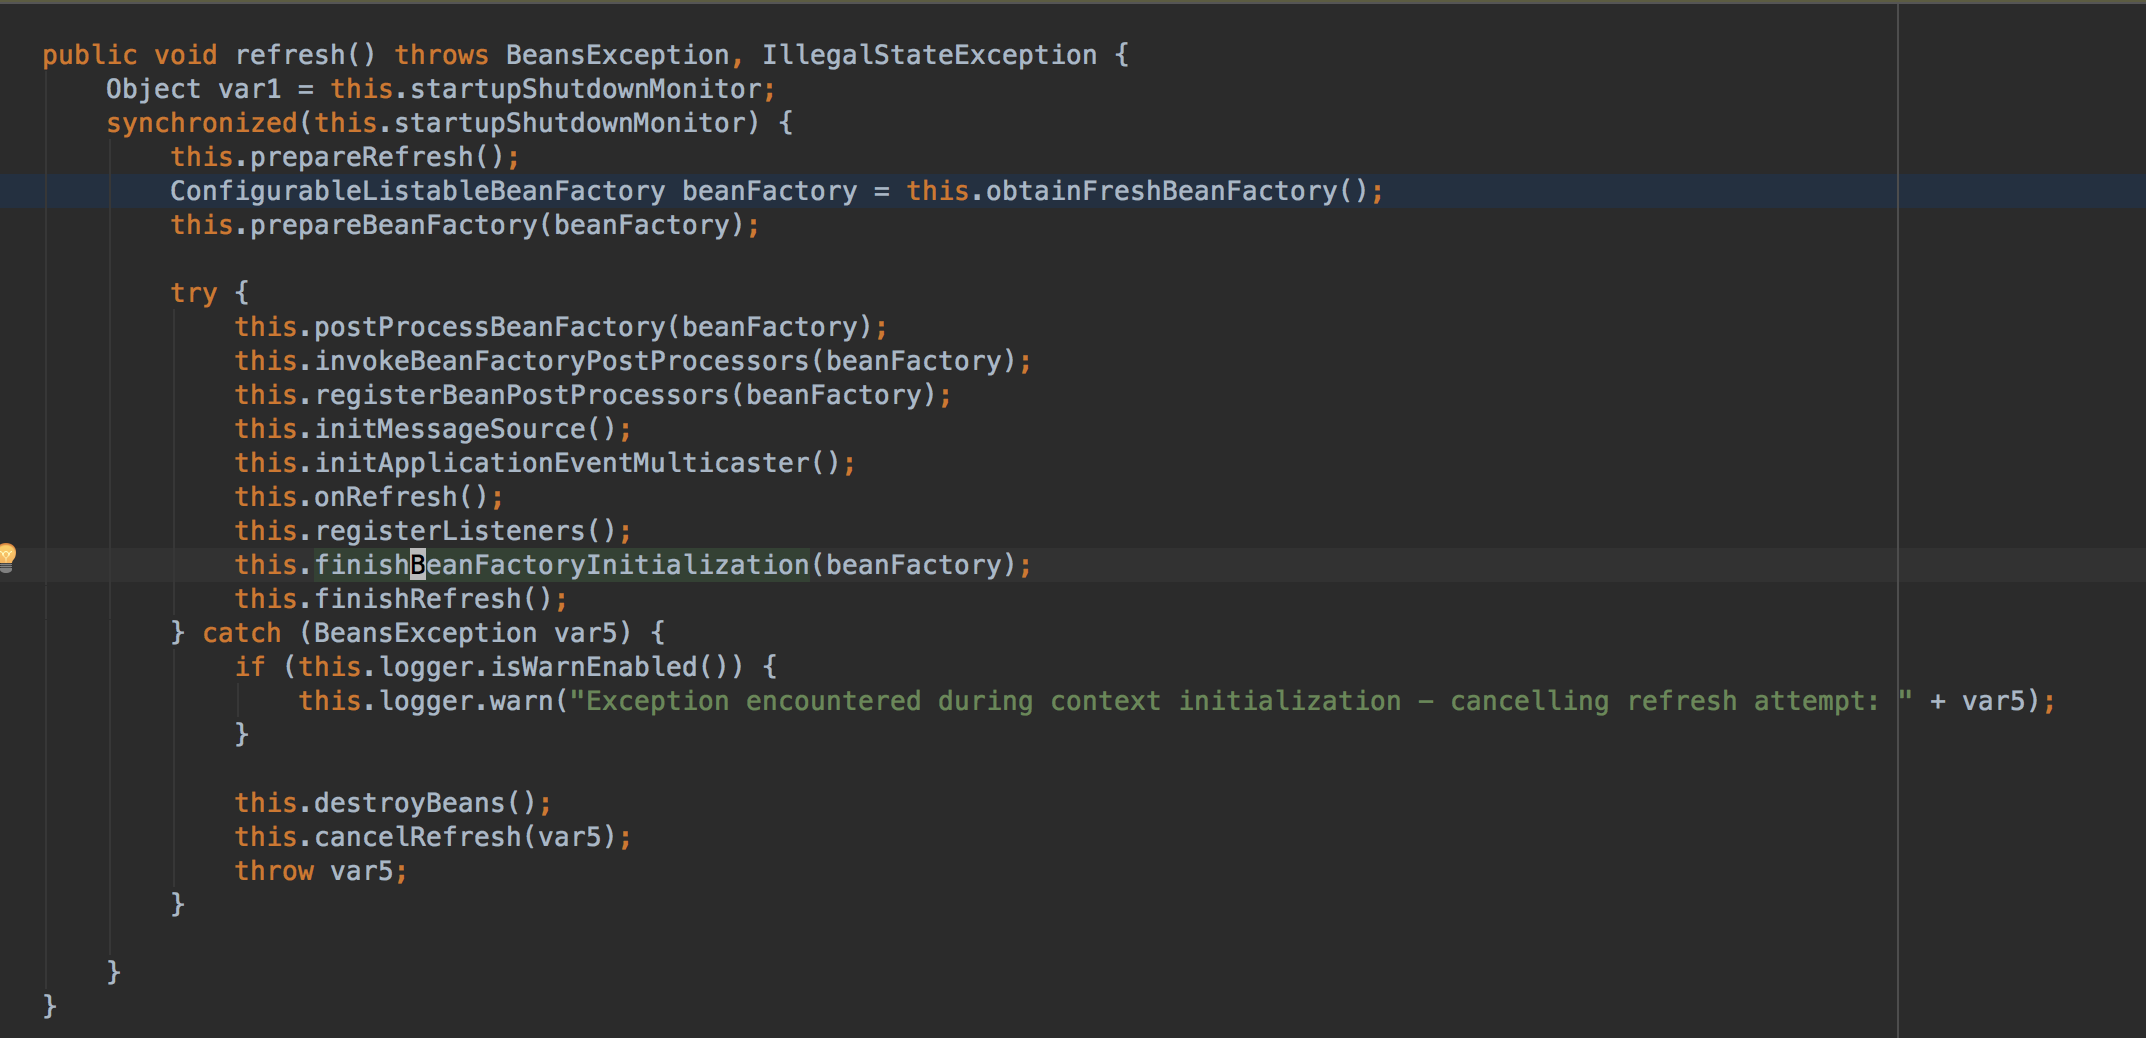 public void refresh() throws BeansException, IllegalStateException {
Object var1 = this.startupShutdownMonitor;
synchronized(this.startupShutdownMonitor) {
this.prepareRefresh();
ConfigurableListableBeanFactory beanFactory = this.obtainFreshBeanFactory();
this.prepareBeanFactory(beanFactory);
try {
this.postProcessBeanFactory(beanFactory);
this.invokeBeanFactoryPostProcessors(beanFactory);
this.registerBeanPostProcessors(beanFactory);
this.initMessageSource();
this.initApplicationEventMulticaster();
this.onRefresh();
this.registerListeners();
this.finishBeanFactoryInitialization(beanFactory);
this.finishRefresh();
} catch (BeansException var5) {
if (this.logger.isWarnEnabled()) {
this.logger.warn("Exception encountered during context initialization - cancelling refresh attempt: " + var5);
}
this.destroyBeans();
this.cancelRefresh(var5);
throw var5;
}
}
}